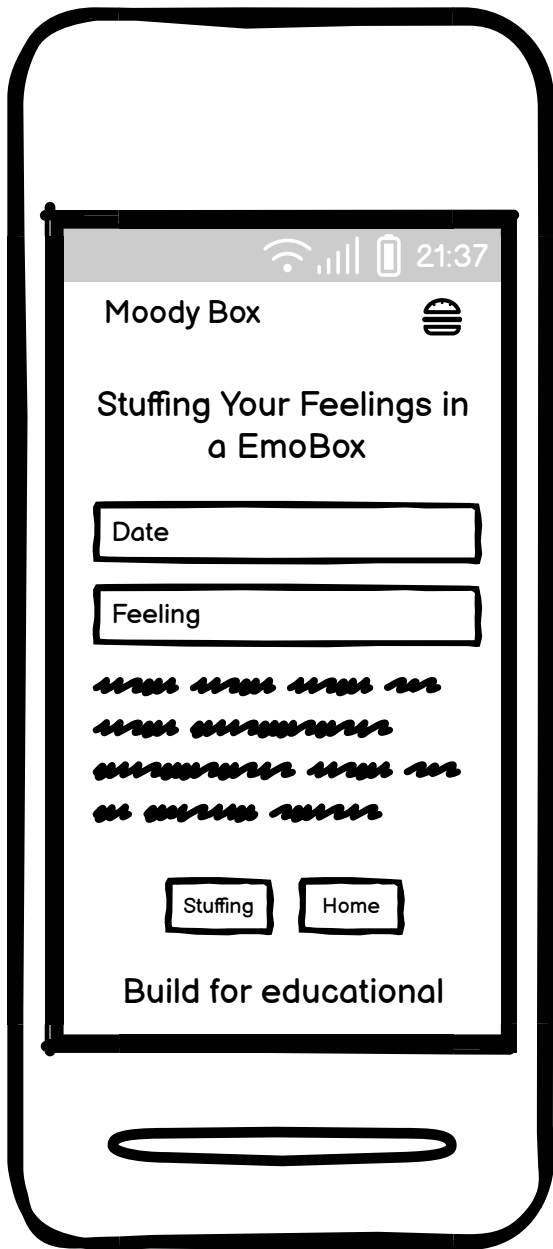 21:37
Moody Box
Stuffing Your Feelings in
a EmoBox
Date
Feeling
Stuffing Home
Build for educational